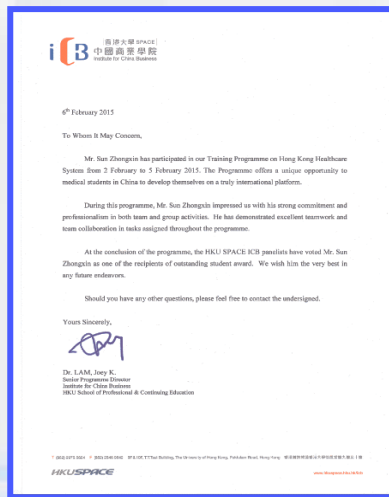 iCB
香港大學 SPACE
中國商業學院
Institute for China Business
6th February 2015
To Whom It May Concern,
Mr. Sun Zhongxin has participated in our Training Programme on Hong Kong Healthcare
System from 2 February to 5 February 2015. The Programme offers a unique opportunity to
medical students in China to develop themselves on a truly international platform.
During this programme, Mr. Sun Zhongxin impressed us with his strong commitment and
professionalism in both team and group activities. He has demonstrated excellent teamwork and
team collaboration in tasks assigned throughout the programme.
At the conclusion of the programme, the HKU SPACE ICB panelists have voted Mr. Sun
Zhongxin as one of the recipients of outstanding student award. We wish him the very best in
any future endeavors.
Should you have any other questions, please feel free to contact the undersigned.
Yours Sincerely,
Dr. LAM, Joey K.
Senior Programme Director
Institute for China Business
HKU School of Professional & Continuing Education
HKUSPACE